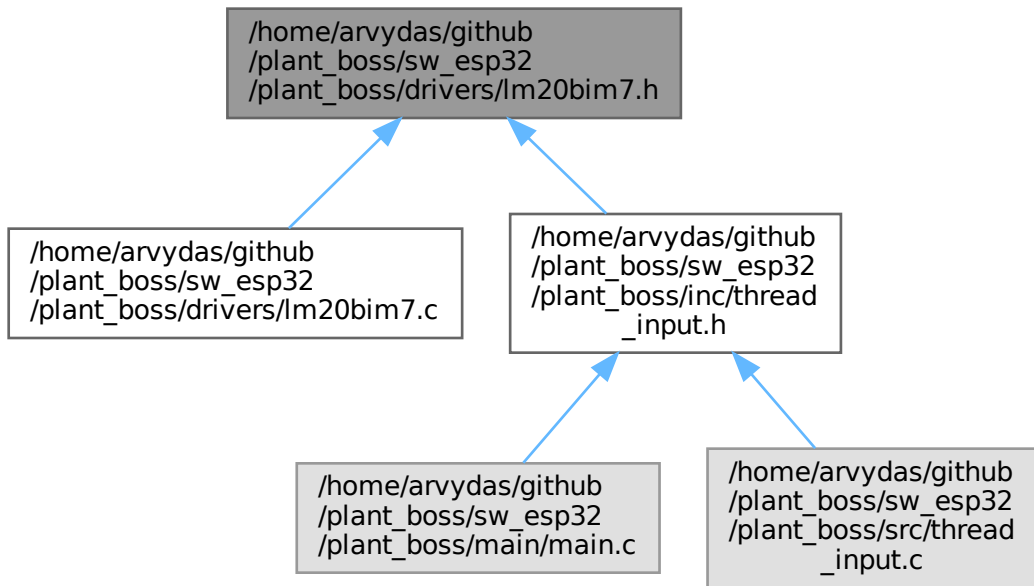 /home/arvydas/github
/plant_boss/sw_esp32
/plant_boss/drivers/lm20bim7.h
/home/arvydas/github
/plant_boss/sw_esp32
/plant_boss/drivers/lm20bim7.c
/home/arvydas/github
/plant_boss/sw_esp32
/plant_boss/inc/thread
_input.h
/home/arvydas/github
/plant_boss/sw_esp32
/plant_boss/main/main.c
/home/arvydas/github
/plant_boss/sw_esp32
/plant_boss/src/thread
_input.c